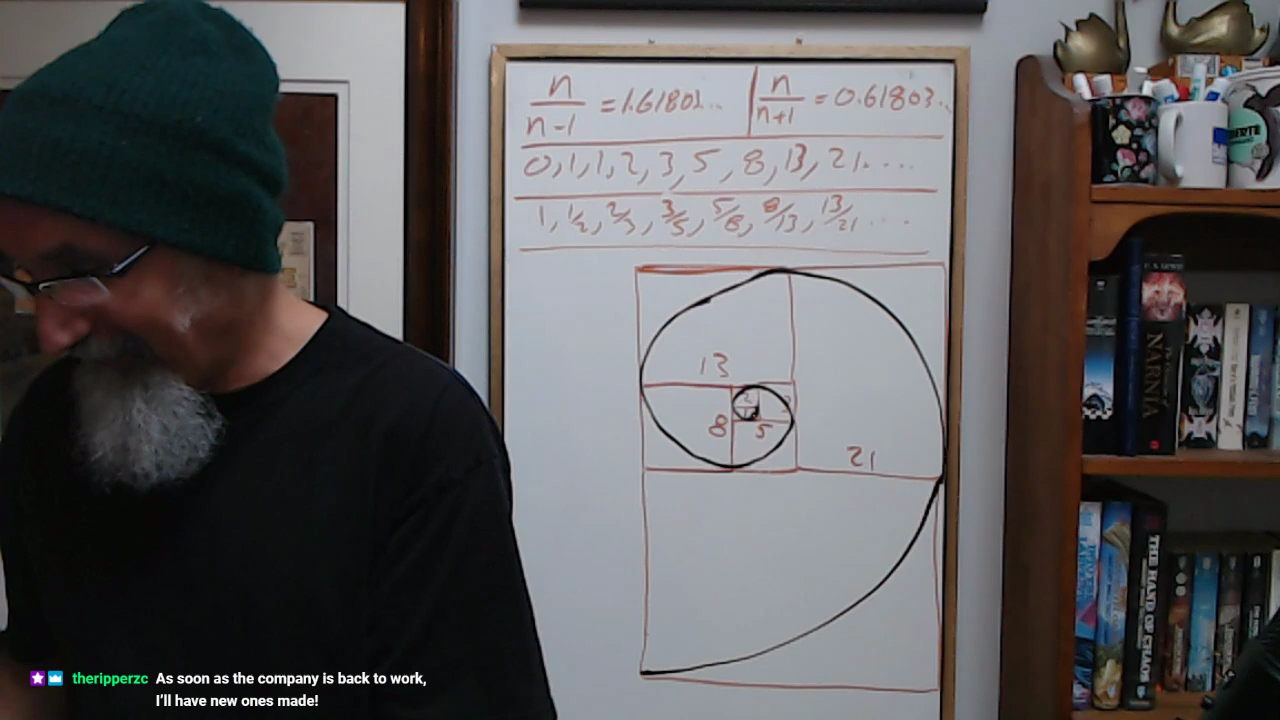 n/n-1 = 1.61803... | n/n+1 = 0.61803...
0, 1, 1, 2, 3, 5, 8, 13, 21....
1, 1/2, 2/3, 3/5, 5/8, 8/13, 13/21....
13
2
8
5
21
NARNIA
THE HAND OF CHAOS
theripperzc As soon as the company is back to work,
I'll have new ones made!